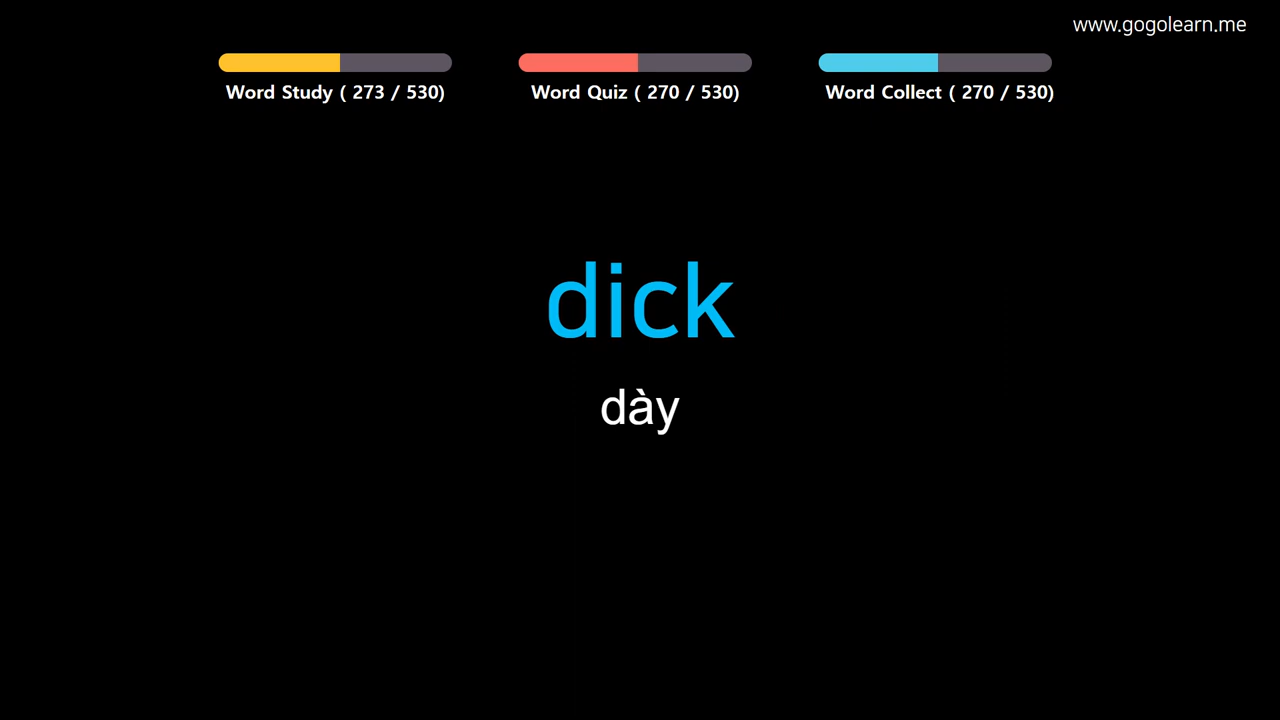 www.gogolearn.me
Word Study ( 273 / 530)
Word Quiz ( 270 / 530)
Word Collect ( 270 / 530)
dick
dày